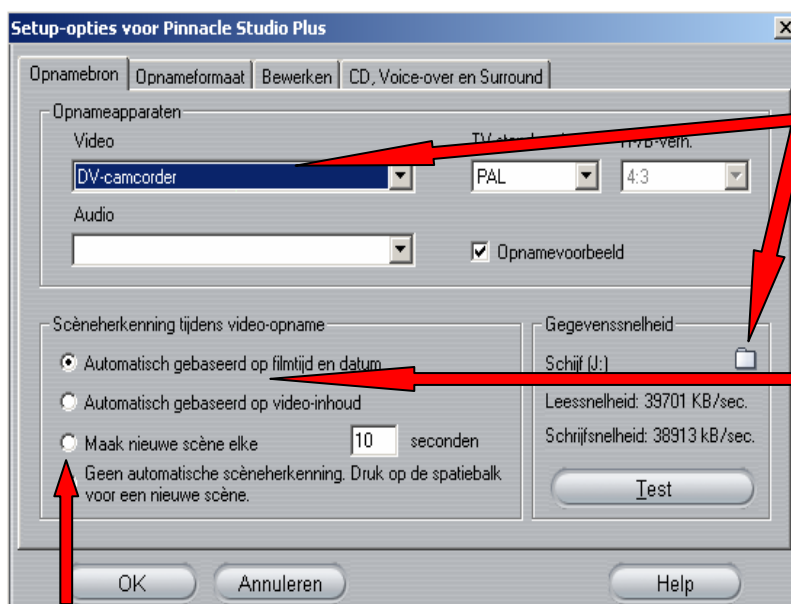 Setup-opties voor Pinnacle Studio Plus
Opnamebron Opnameformaat Bewerken CD, Voice-over en Surround
Opnameapparaten
Video
DV-camcorder PAL 4:3
Audio
Opnamevoorbeeld
Scèneherkenning tijdens video-opname
Automatisch gebaseerd op filmtijd en datum
Automatisch gebaseerd op video-inhoud
Maak nieuwe scène elke 10 seconden
Geen automatische scèneherkenning. Druk op de spatiebalk
voor een nieuwe scène.
Gegevenssnelheid
Schijf (J:)
Leessnelheid: 39701 KB/sec.
Schrijfsnelheid: 38913 kB/sec.
Test
OK Annuleren Help